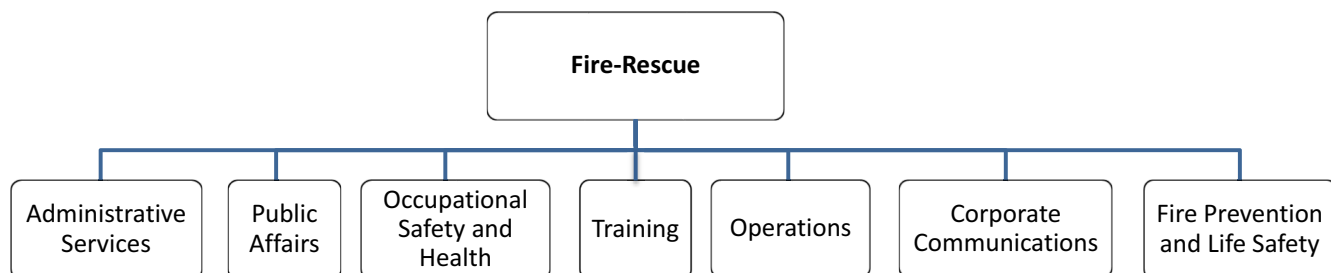 Fire-Rescue
Administrative
Services
Public
Affairs
Occupational
Safety and
Health
Training
Operations
Corporate
Communications
Fire Prevention
and Life Safety